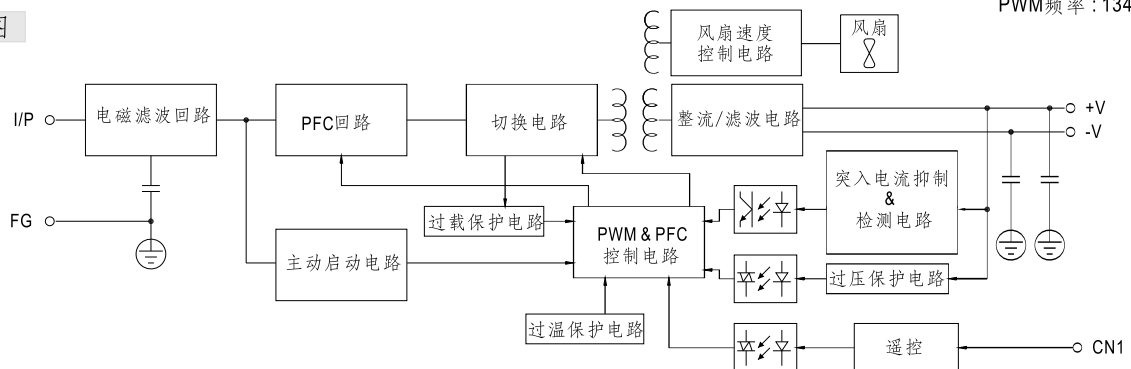 PWM频率 : 134
图
风扇速度
控制电路
风扇
I/P
电磁滤波回路
PFC回路
切换电路
整流/滤波电路
+V
-V
突入电流抑制
&
检测电路
FG
过载保护电路
PWM & PFC
控制电路
主动启动电路
过压保护电路
过温保护电路
遥控
CN1